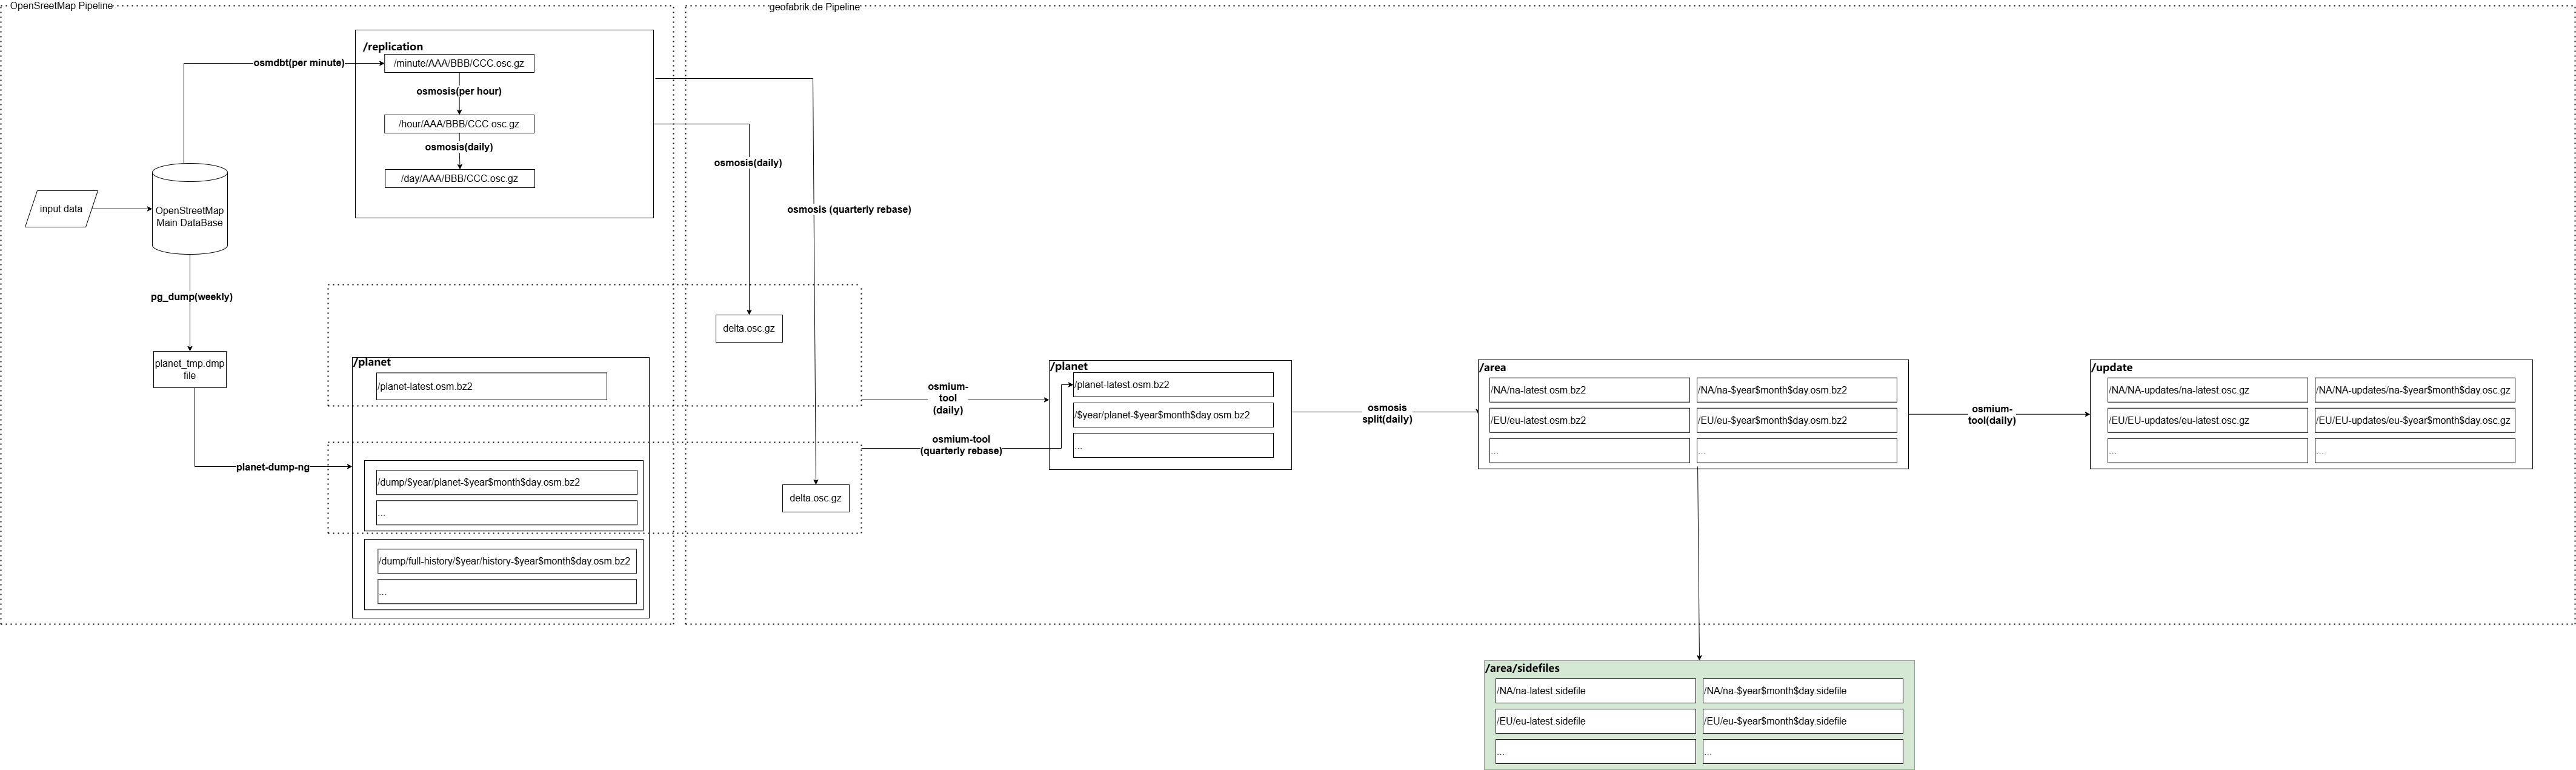 OpenSreetMap Pipeline
geofabrik.de Pipeline
/replication
osmdbt(per minute)
/minute/AAA/BBB/CCC.osc.gz
osmosis(per hour)
/hour/AAA/BBB/CCC.osc.gz
osmosis(daily)
/day/AAA/BBB/CCC.osc.gz
input data
OpenStreetMap
Main DataBase
osmosis(daily)
osmosis (quarterly rebase)
pg_dump(weekly)
delta.osc.gz
planet_tmp.dmp
file
/planet
/planet-latest.osm.bz2
planet-dump-ng
/dump/$year/planet-$year$month$day.osm.bz2
...
/dump/full-history/$year/history-$year$month$day.osm.bz2
...
delta.osc.gz
osmium-
tool
(daily)
osmium-tool
(quarterly rebase)
/planet
/planet-latest.osm.bz2
/$year/planet-$year$month$day.osm.bz2
...
osmosis
split(daily)
/area
/NA/na-latest.osm.bz2
/NA/na-$year$month$day.osm.bz2
/EU/eu-latest.osm.bz2
/EU/eu-$year$month$day.osm.bz2
...
...
osmium-
tool(daily)
/update
/NA/NA-updates/na-latest.osc.gz
/NA/NA-updates/na-$year$month$day.osc.gz
/EU/EU-updates/eu-latest.osc.gz
/EU/EU-updates/eu-$year$month$day.osc.gz
...
...
/area/sidefiles
/NA/na-latest.sidefile
/NA/na-$year$month$day.sidefile
/EU/eu-latest.sidefile
/EU/eu-$year$month$day.sidefile
...
...